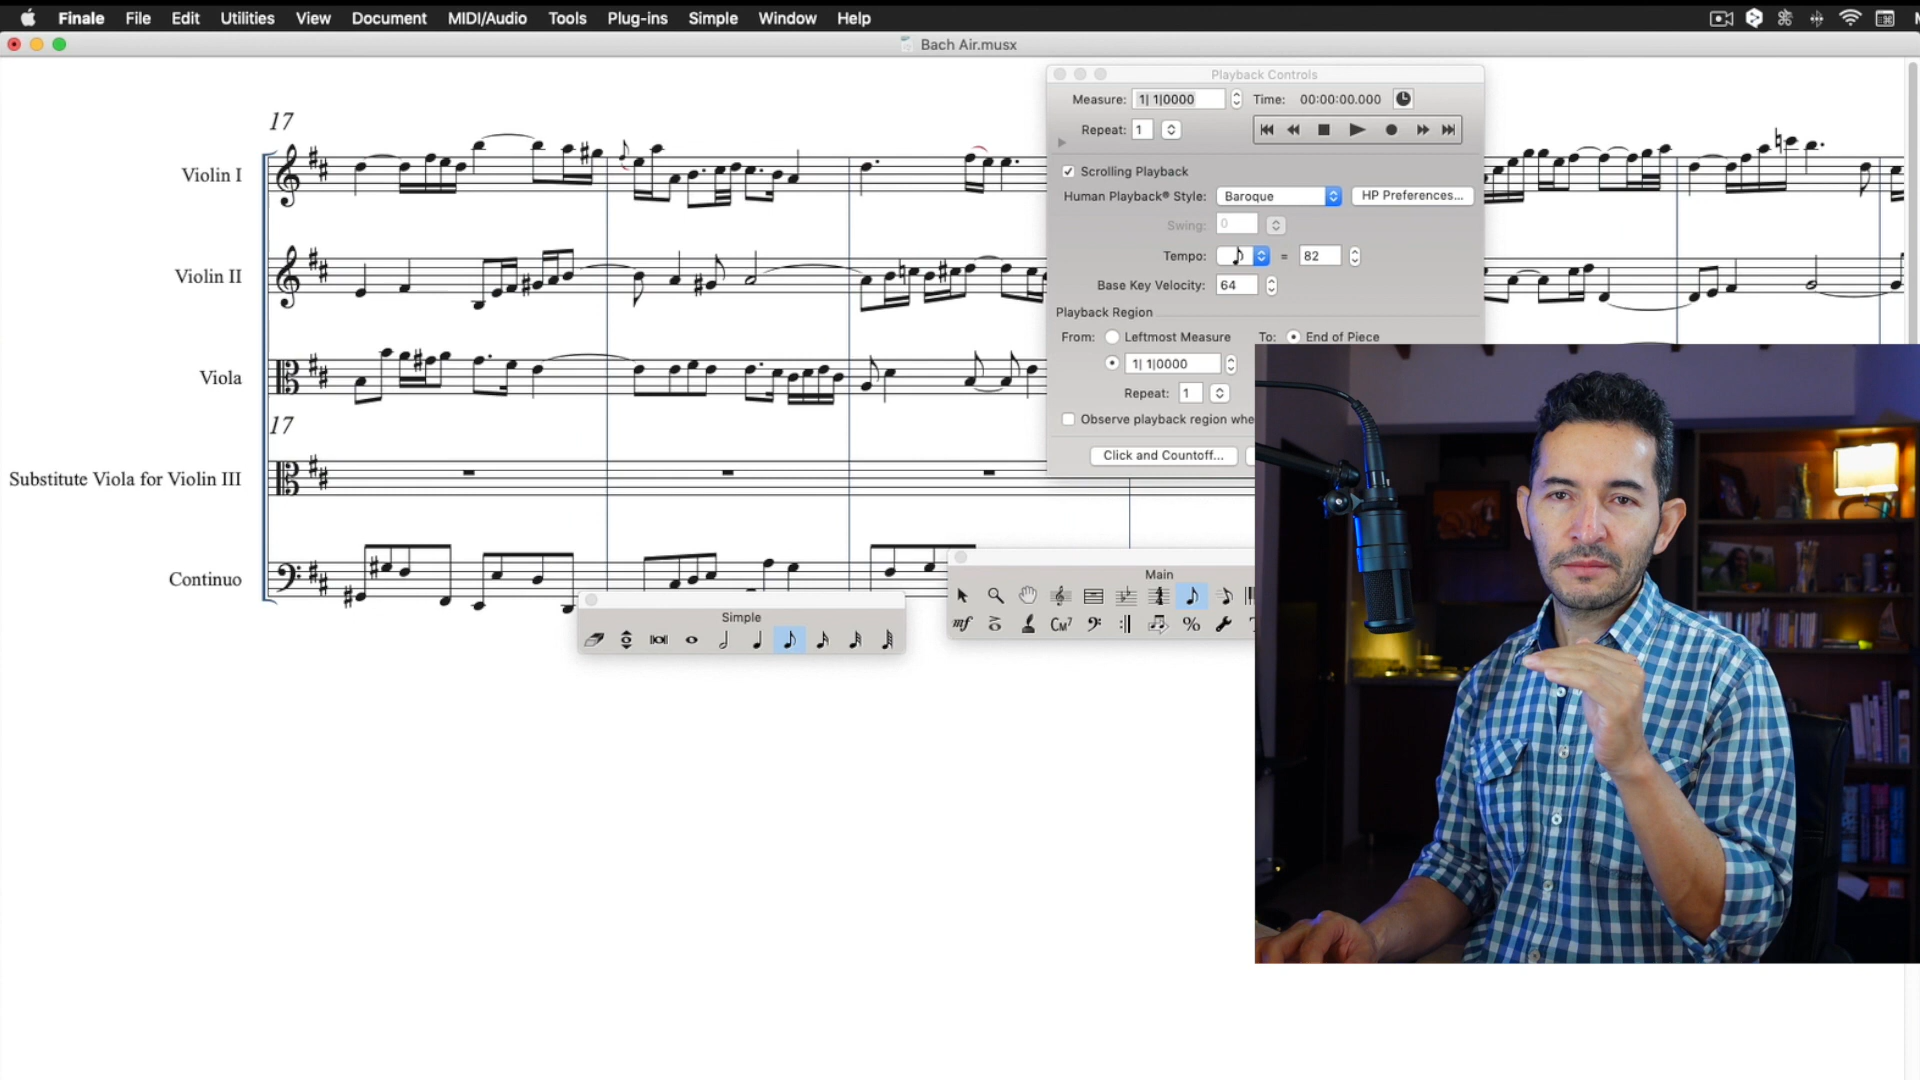 Finale File Edit Utilities View Document MIDI/Audio Tools Plug-ins Simple Window Help
Bach Air.musx
Playback Controls
Measure: 1| 1|0000 Time: 00:00:00.000
Repeat: 1
Scrolling Playback
Human Playback® Style: Baroque HP Preferences...
Swing: 0
Tempo: = 82
Base Key Velocity: 64
Playback Region
From: Leftmost Measure To: End of Piece
1| 1|0000
Repeat: 1
Observe playback region whe
Click and Countoff...
17
Violin I
Violin II
Viola
17
Substitute Viola for Violin III
Continuo
Main
mf CM7 %
Simple